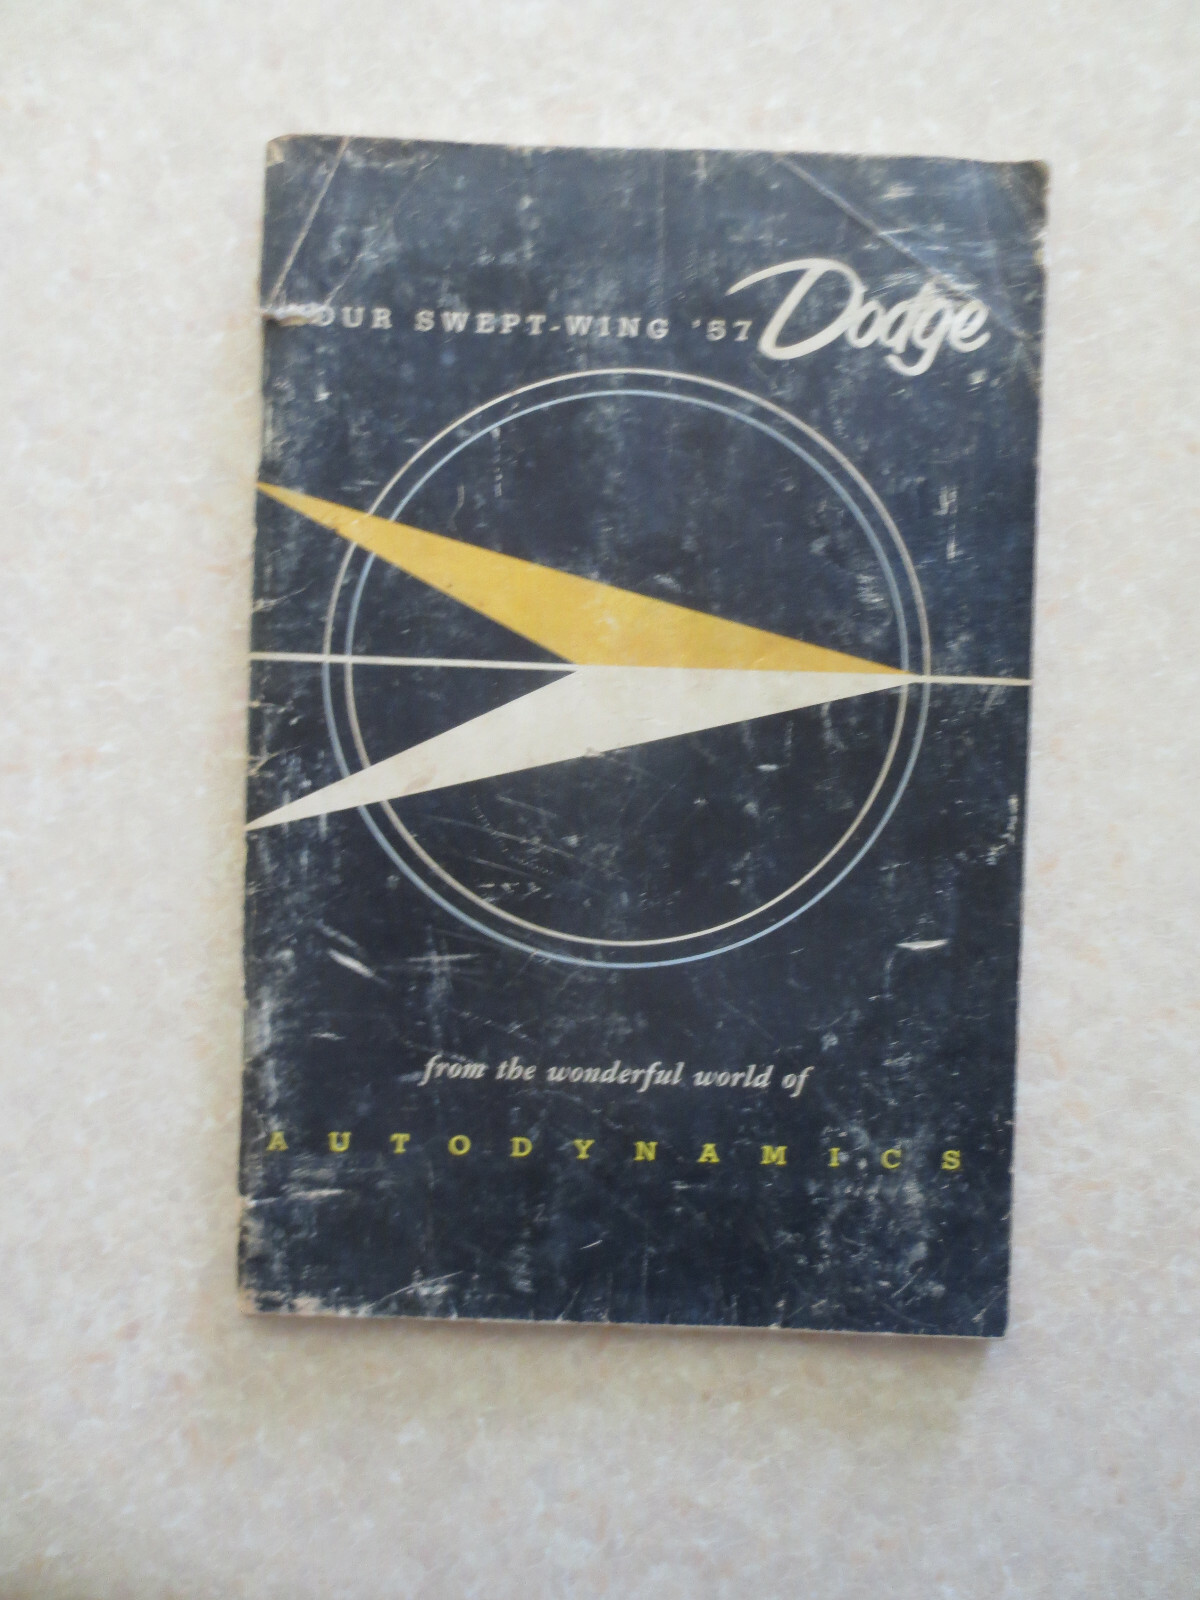 OUR SWEPT-WING '57 Dodge
from the wonderful world of
AUTODYNAMICS